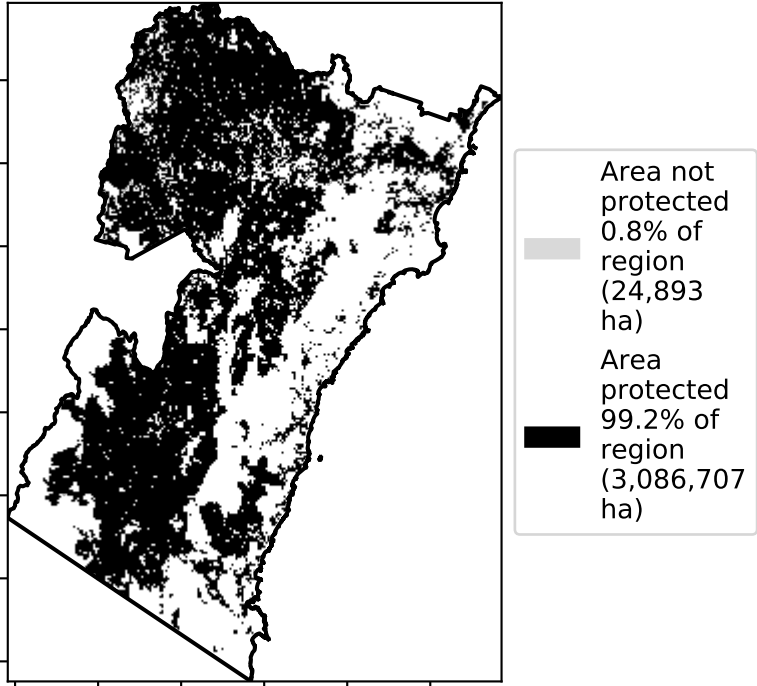 Area not
protected
0.8% of
region
(24,893
ha)
Area
protected
99.2% of
region
(3,086,707
ha)